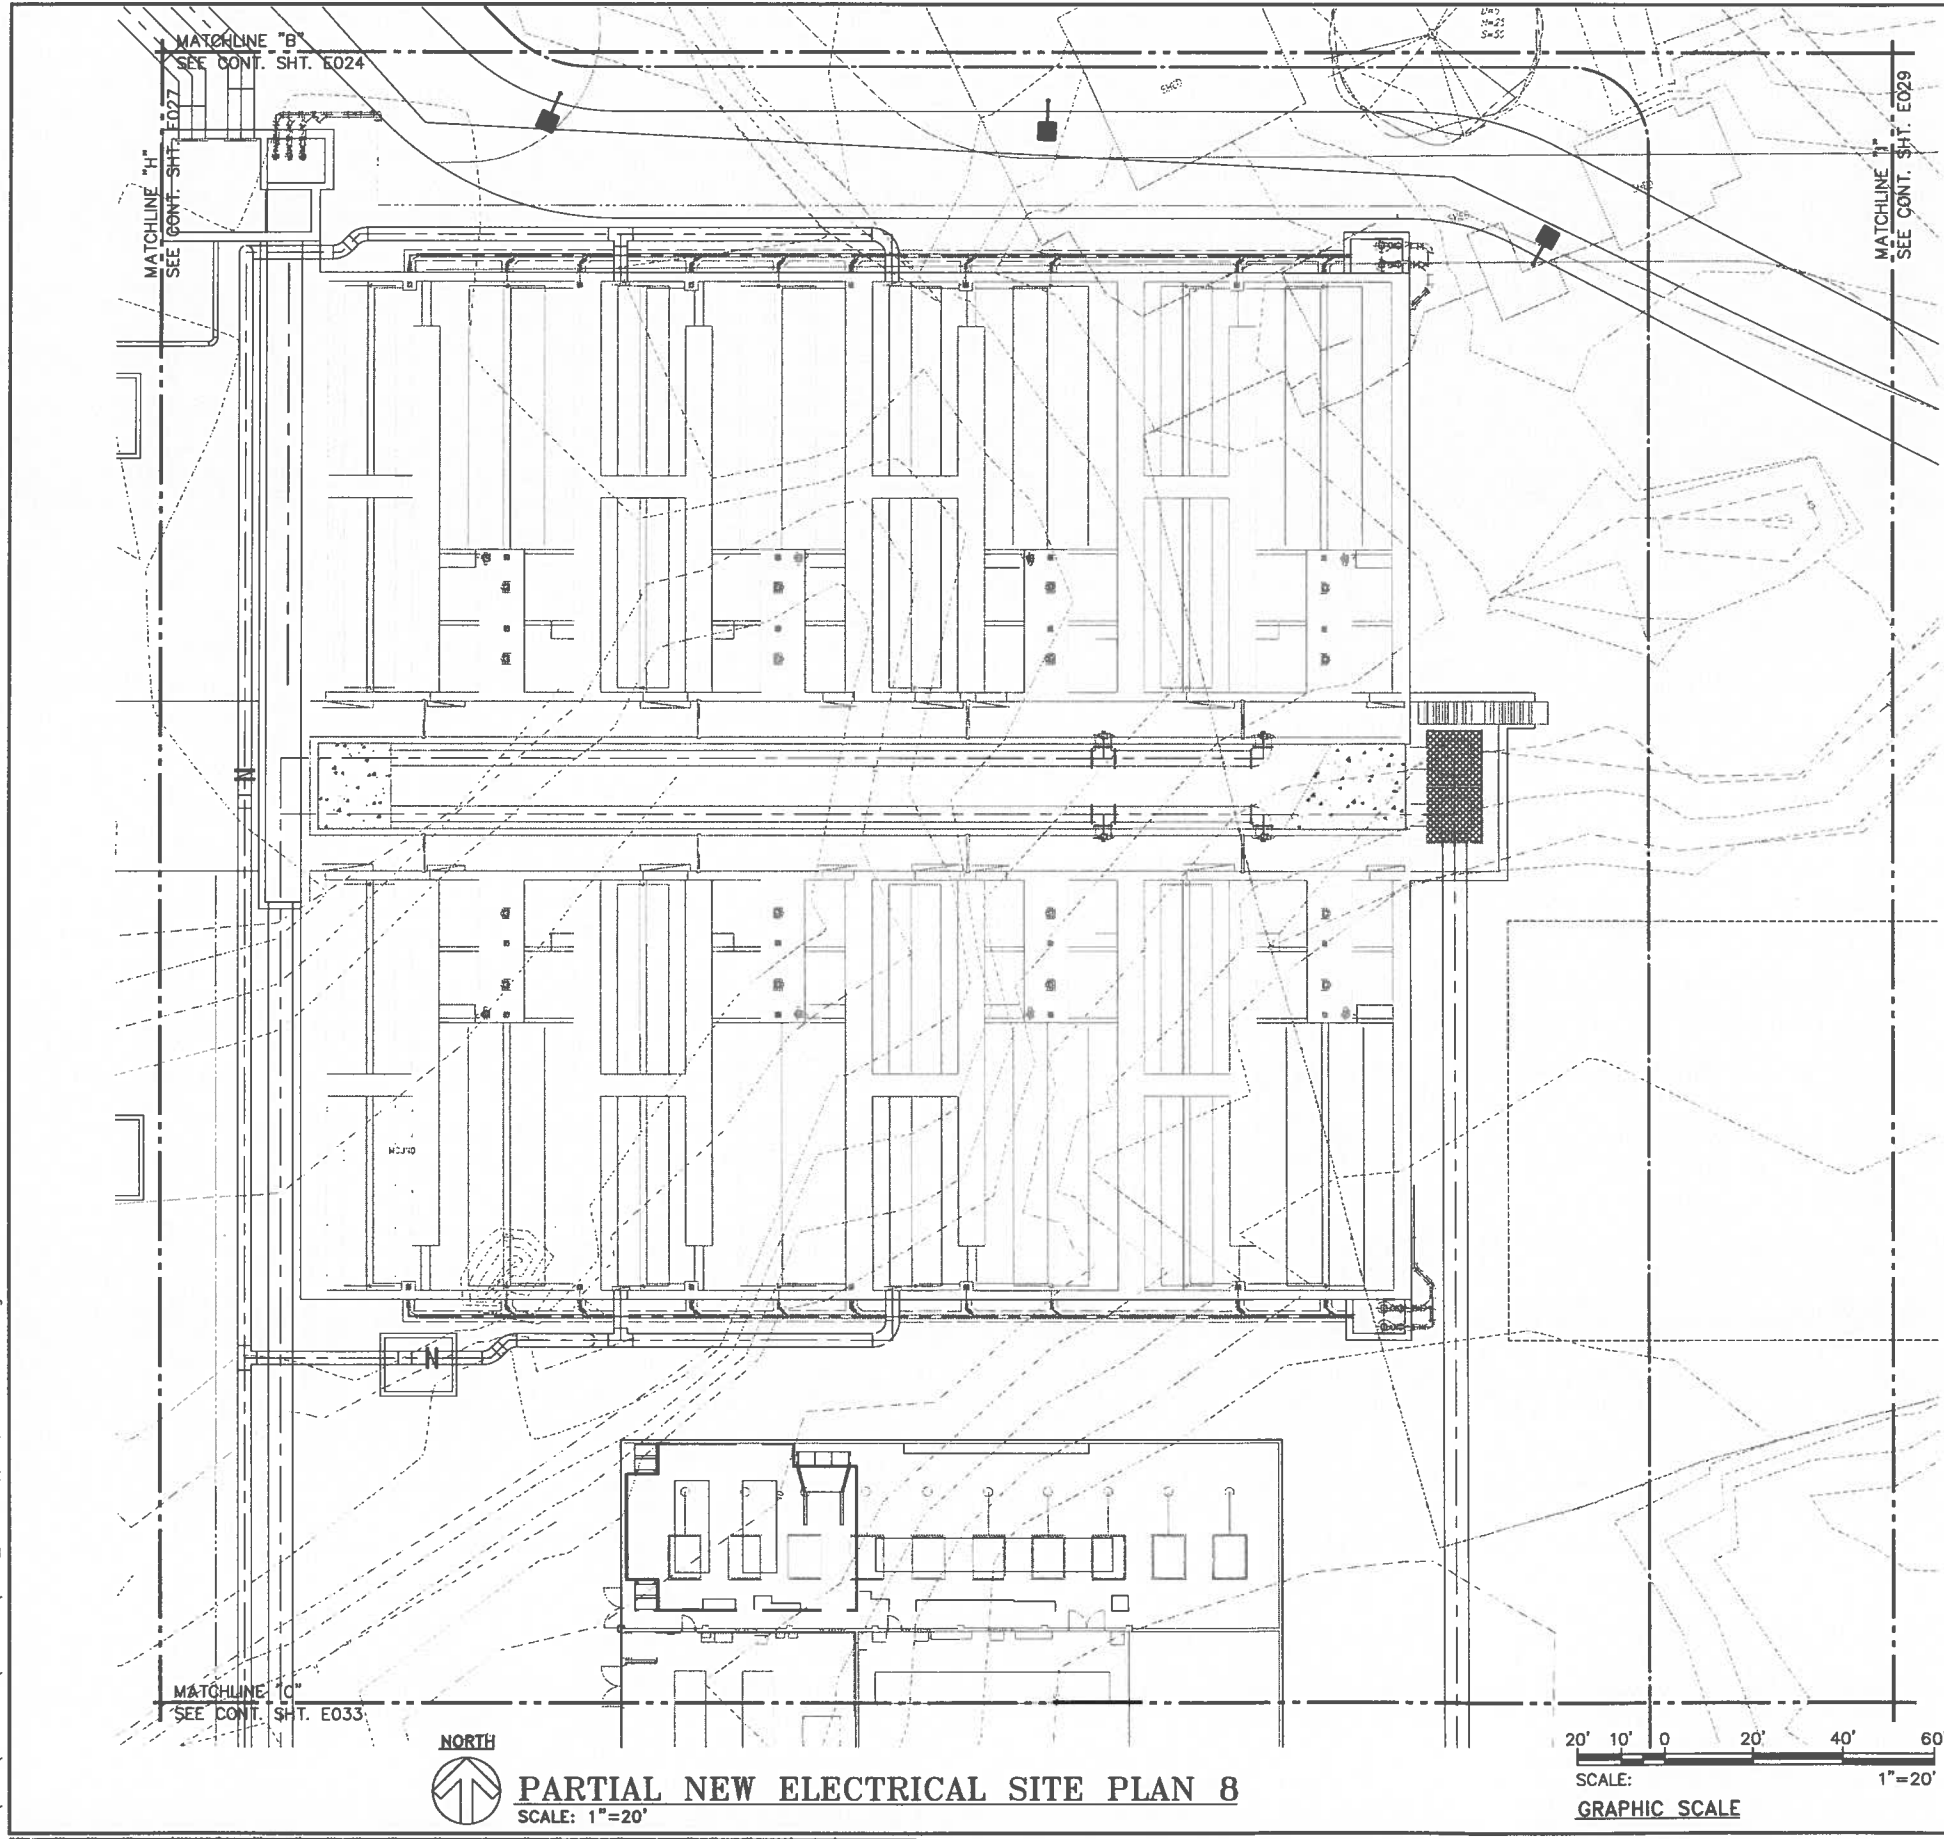 MATCHLINE "B"
SEE CONT. SHT. E024
MATCHLINE "H"
SEE CONT. SHT. E027
MATCHLINE "I"
SEE CONT. SHT. E029
MATCHLINE "C"
SEE CONT. SHT. E033
NORTH
PARTIAL NEW ELECTRICAL SITE PLAN 8
SCALE: 1"=20'
20' 10' 0 20' 40' 60'
SCALE: 1"=20'
GRAPHIC SCALE
N
N
MOUND